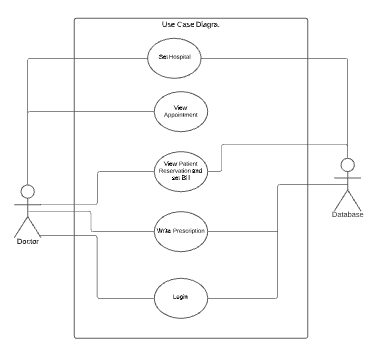 Use Case Diagra.
Set Hospital
View
Appointment
View Patient
Reservation and
set Bill
Write Prescription
Login
Doctor
Database